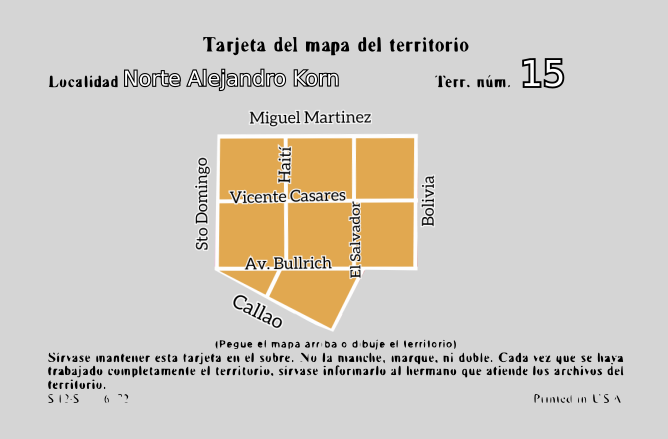 Tarjeta del mapa del territorio
Localidad Norte Alejandro Korn Terr. núm. 15
Miguel Martinez
Haití
Sto Domingo
Vicente Casares
Bolivia
El Salvador
Av. Bullrich
Callao
(Pegue el mapa arriba o dibuje el territorio)
Sírvase mantener esta tarjeta en el sobre. No la manche, marque, ni doble. Cada vez que se haya
trabajado completamente el territorio, sírvase informarlo al hermano que atiende los archivos del
territorio.
S-12-S 6-72 Printed in U.S.A.